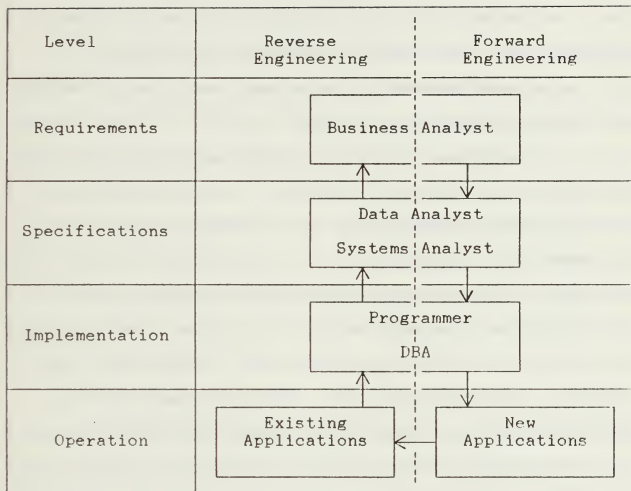 Level
Reverse Engineering
Forward Engineering
Requirements
Business Analyst
Specifications
Data Analyst
Systems Analyst
Implementation
Programmer
DBA
Operation
Existing Applications
New Applications